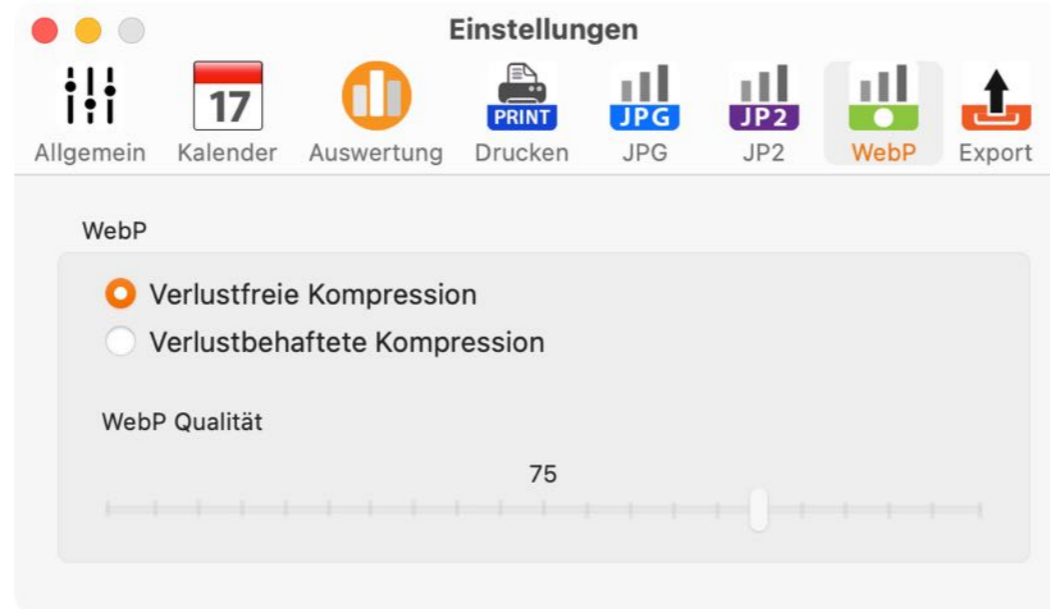 Einstellungen
17
PRINT
JPG
JP2
Allgemein Kalender Auswertung Drucken JPG JP2 WebP Export
WebP
Verlustfreie Kompression
Verlustbehaftete Kompression
WebP Qualität
75